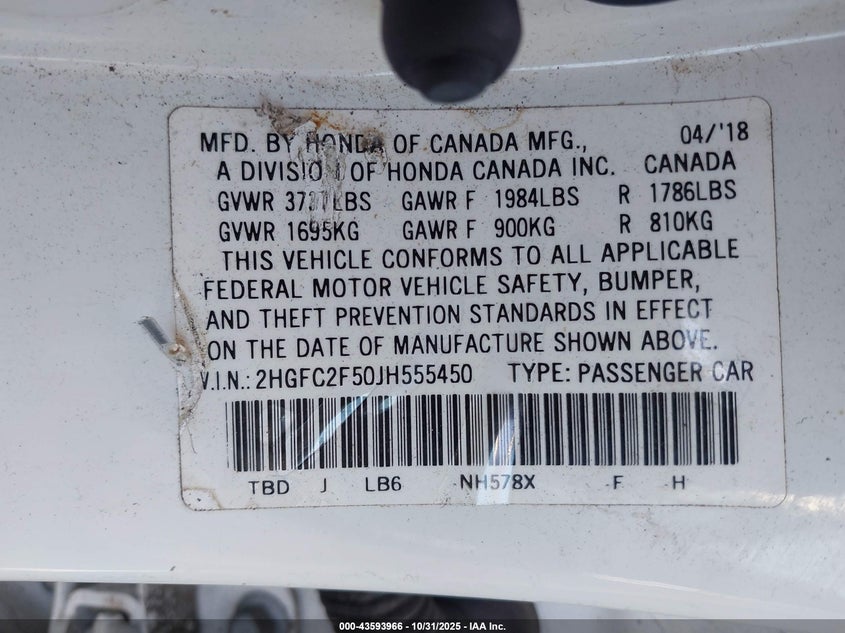 MFD. BY HONDA OF CANADA MFG., 04/'18
A DIVISION OF HONDA CANADA INC. CANADA
GVWR 3737LBS GAWR F 1984LBS R 1786LBS
GVWR 1695KG GAWR F 900KG R 810KG
THIS VEHICLE CONFORMS TO ALL APPLICABLE
FEDERAL MOTOR VEHICLE SAFETY, BUMPER,
AND THEFT PREVENTION STANDARDS IN EFFECT
ON THE DATE OF MANUFACTURE SHOWN ABOVE.
V.I.N.: 2HGFC2F50JH555450 TYPE: PASSENGER CAR
TBD J LB6 NH578X F H
000-43593966 - 10/31/2025 - IAA Inc.